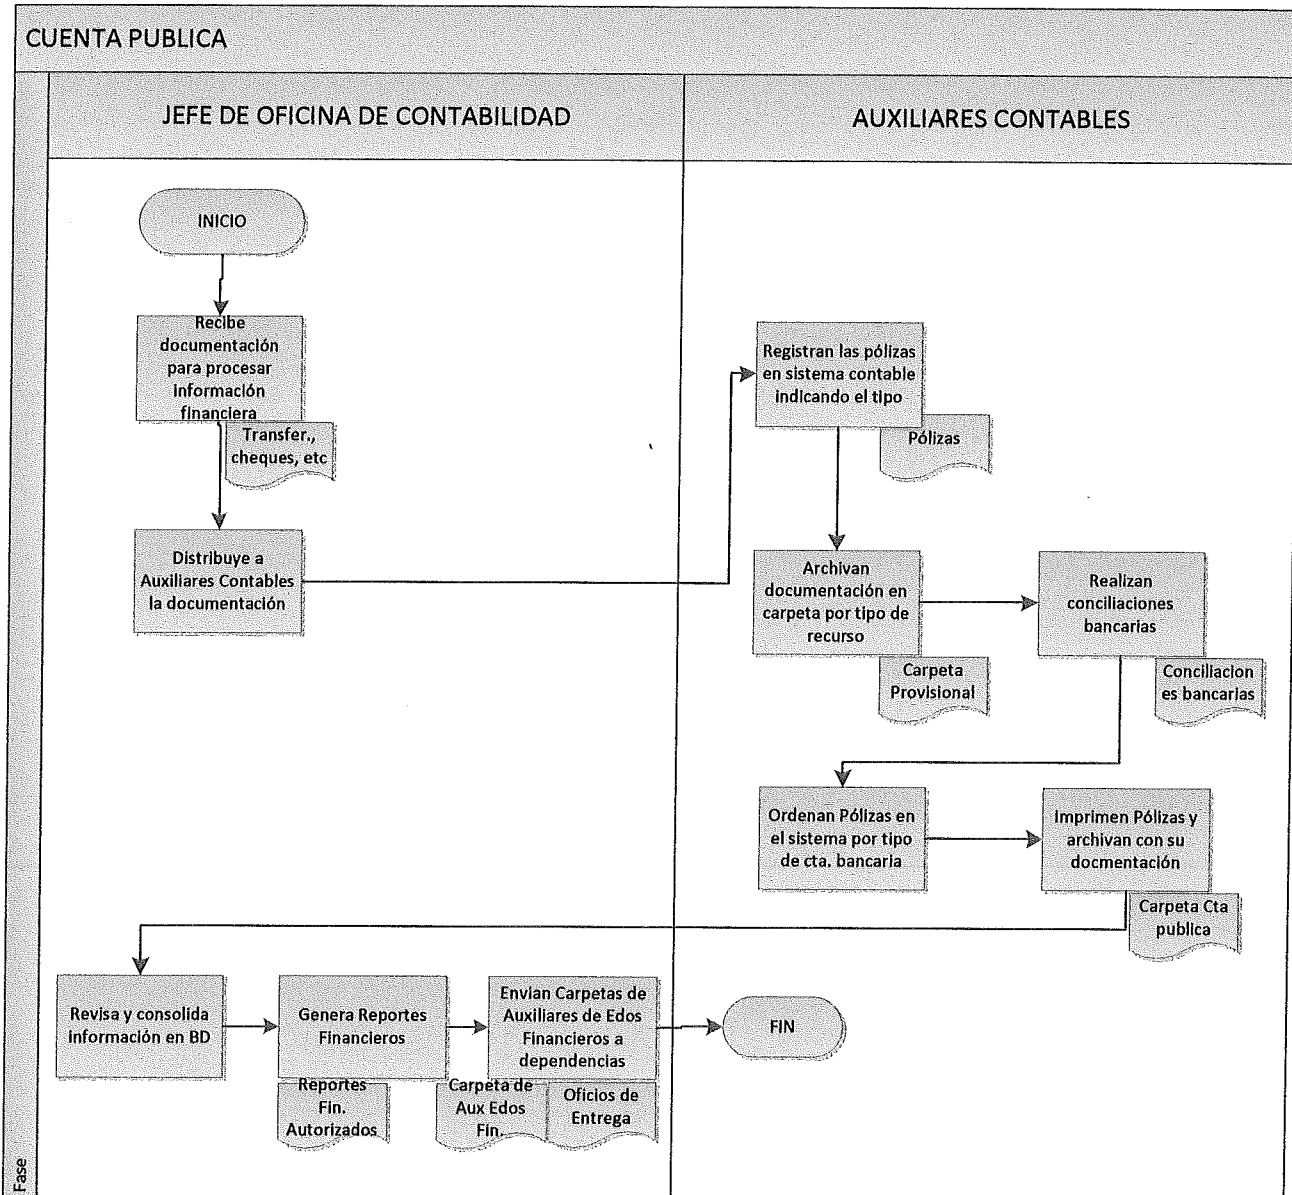 CUENTA PUBLICA
JEFE DE OFICINA DE CONTABILIDAD
AUXILIARES CONTABLES
INICIO
Recibe
documentación
para procesar
información
financiera
Transfer.,
cheques, etc
Distribuye a
Auxiliares Contables
la documentación
Registran las pólizas
en sistema contable
indicando el tipo
Pólizas
Archivan
documentación en
carpeta por tipo de
recurso
Carpeta
Provisional
Realizan
conciliaciones
bancarias
Conciliacion
es bancarias
Ordenan Pólizas en
el sistema por tipo
de cta. bancaria
Imprimen Pólizas y
archivan con su
docmentación
Carpeta Cta
publica
Revisa y consolida
información en BD
Genera Reportes
Financieros
Reportes
Fin.
Autorizados
Envian Carpetas de
Auxiliares de Edos
Financieros a
dependencias
Carpeta de
Aux Edos
Fin.
Oficios de
Entrega
FIN
Fase